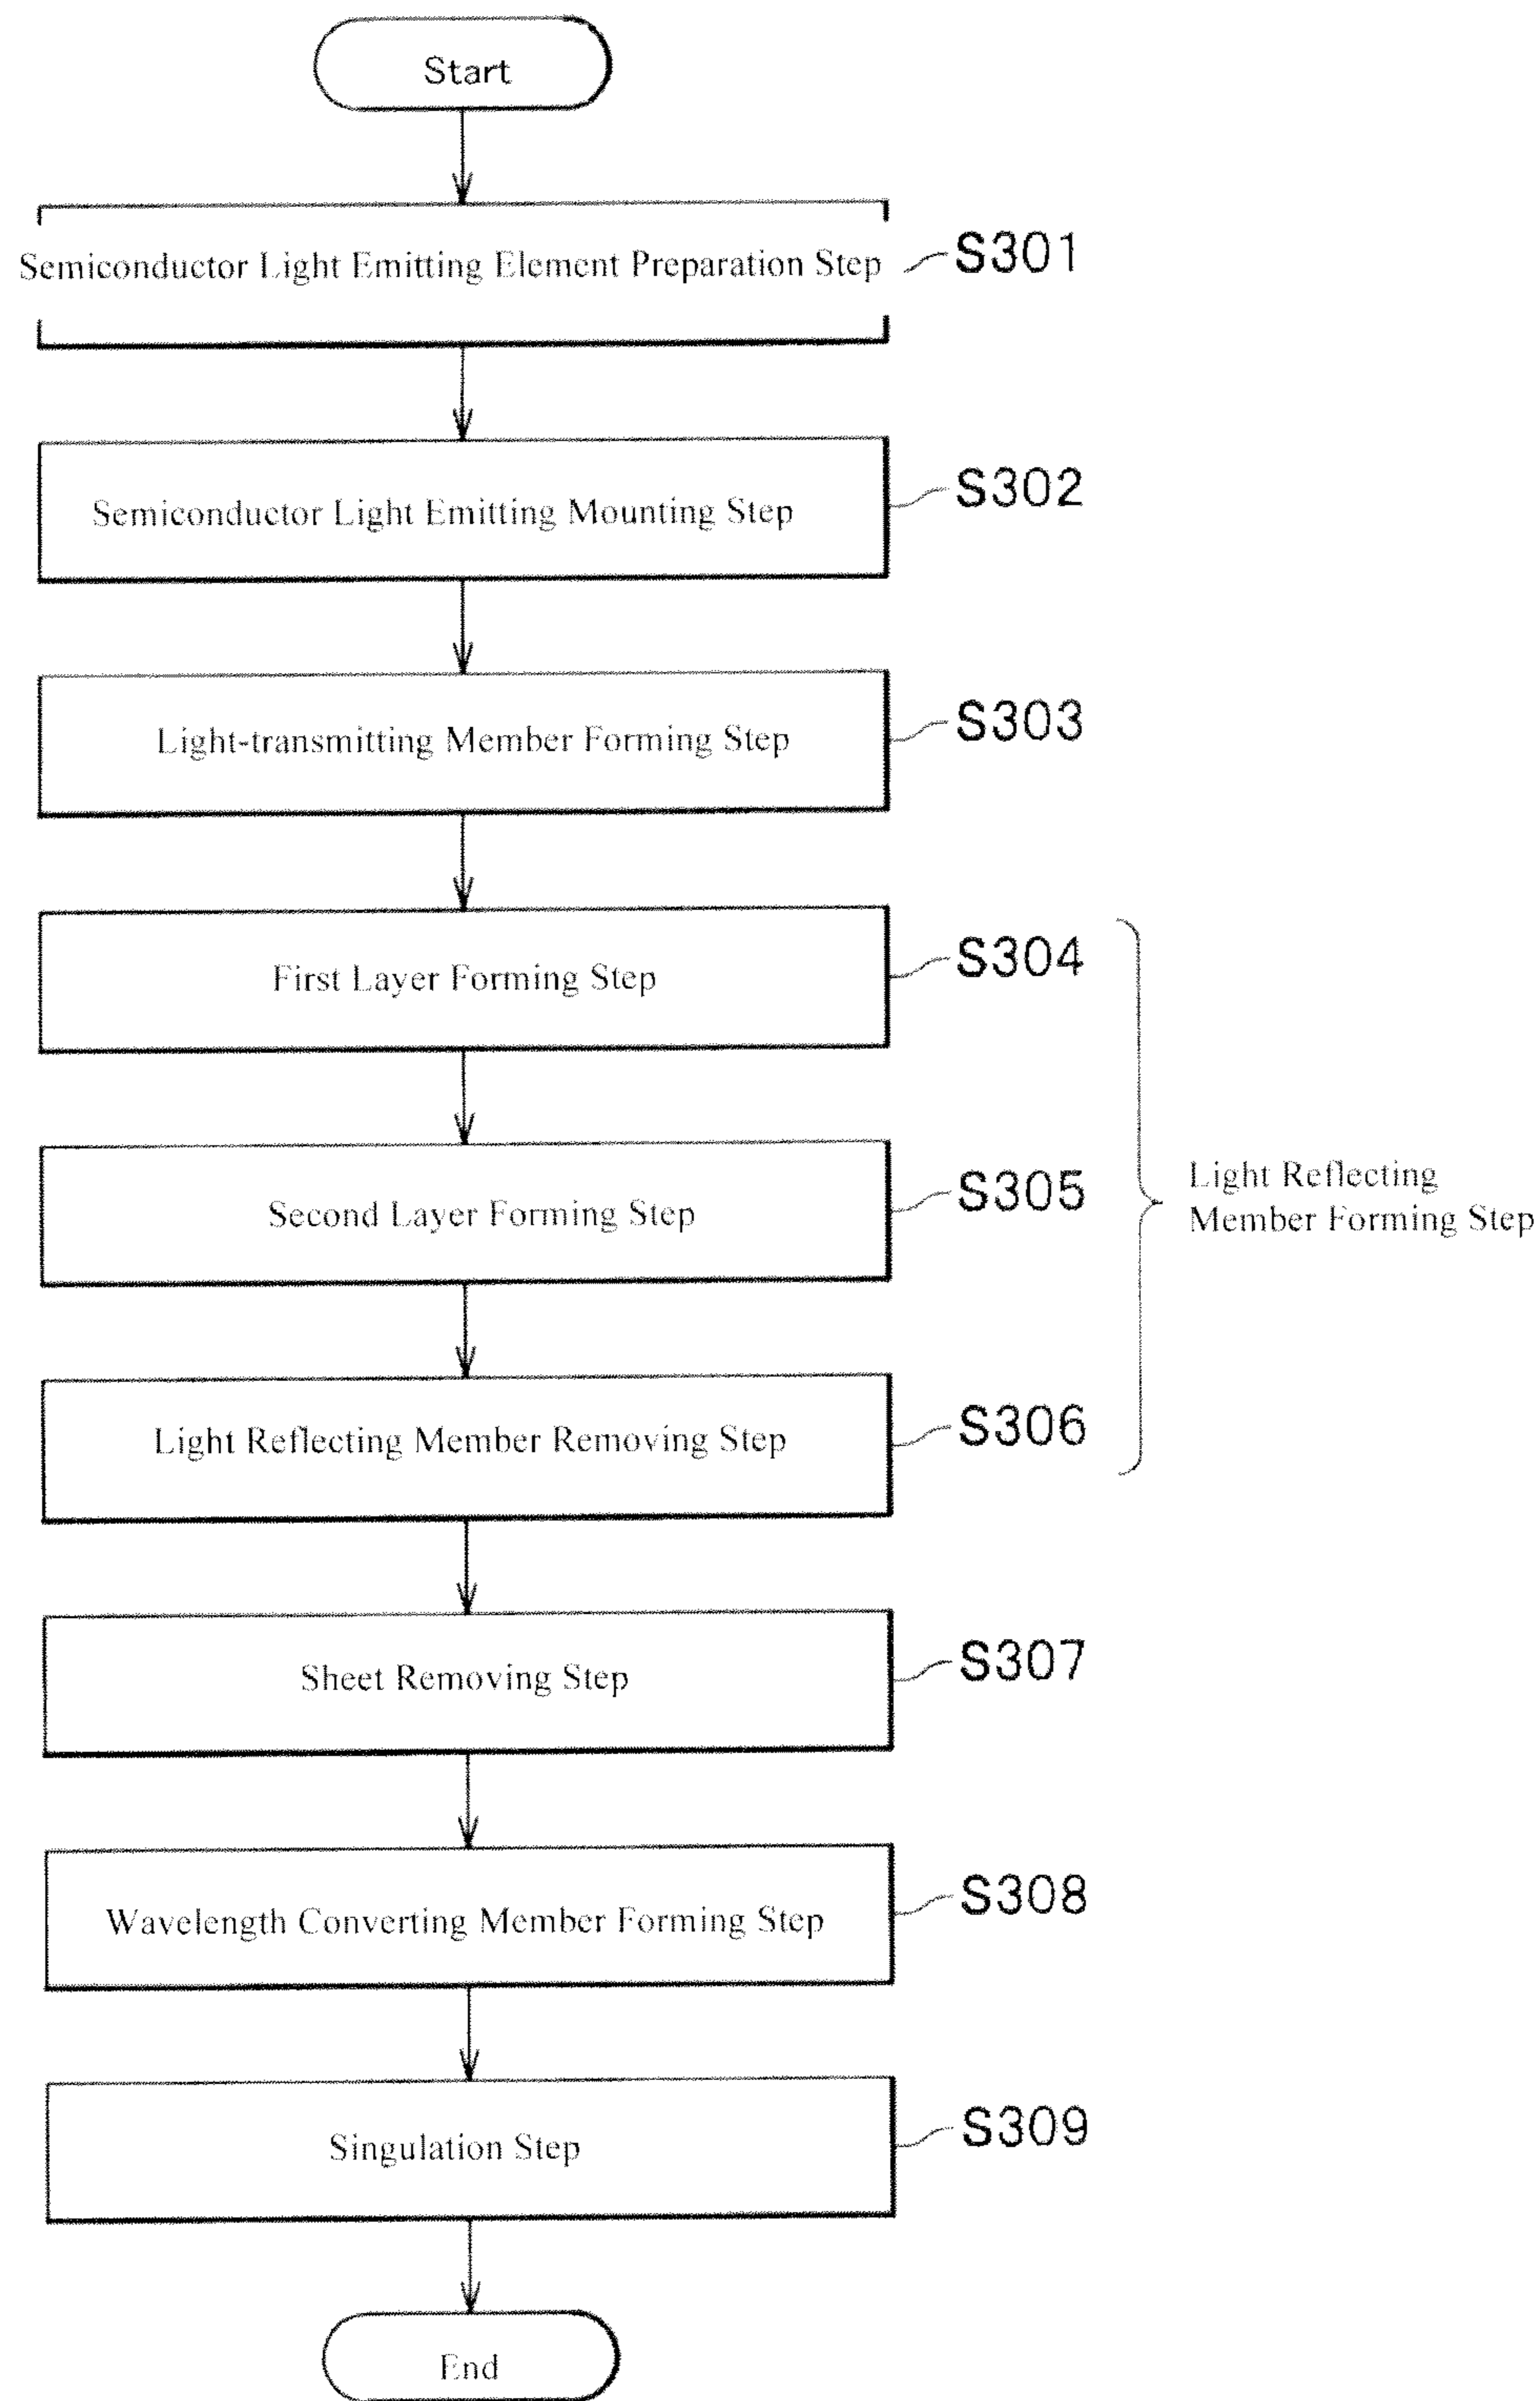 Start
Semiconductor Light Emitting Element Preparation Step
S301
Semiconductor Light Emitting Mounting Step
S302
Light-transmitting Member Forming Step
S303
First Layer Forming Step
S304
Second Layer Forming Step
S305
Light Reflecting
Member Forming Step
Light Reflecting Member Removing Step
S306
Sheet Removing Step
S307
Wavelength Converting Member Forming Step
S308
Singulation Step
S309
End